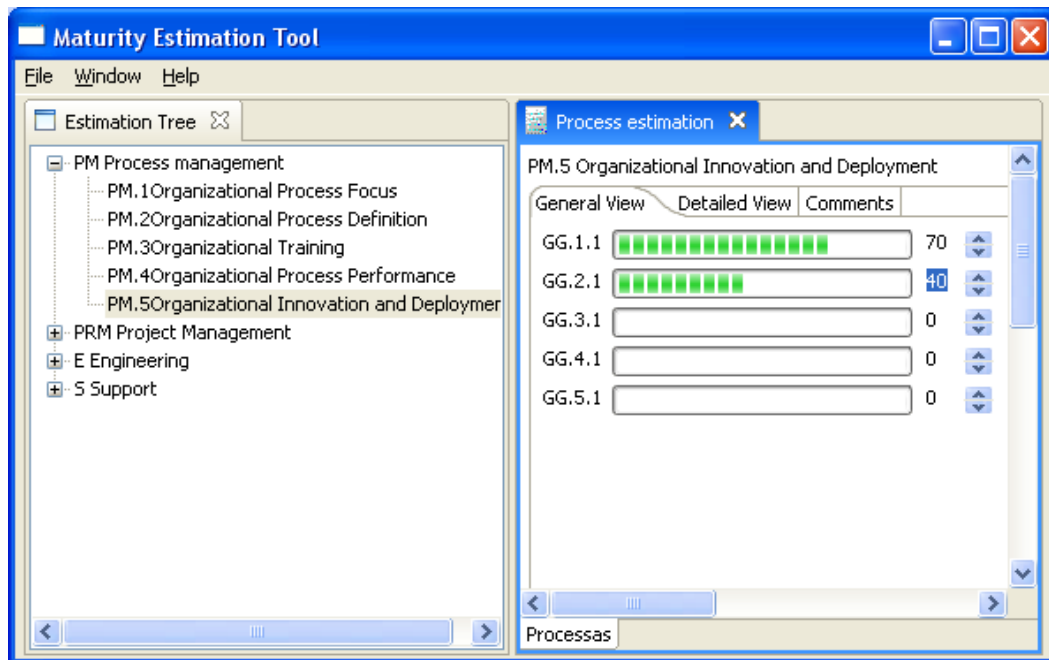 Maturity Estimation Tool
File Window Help
Estimation Tree
PM Process management
PM.1Organizational Process Focus
PM.2Organizational Process Definition
PM.3Organizational Training
PM.4Organizational Process Performance
PM.5Organizational Innovation and Deploymer
PRM Project Management
E Engineering
S Support
Process estimation
PM.5 Organizational Innovation and Deployment
General View Detailed View Comments
GG.1.1 70
GG.2.1 40
GG.3.1 0
GG.4.1 0
GG.5.1 0
Processas